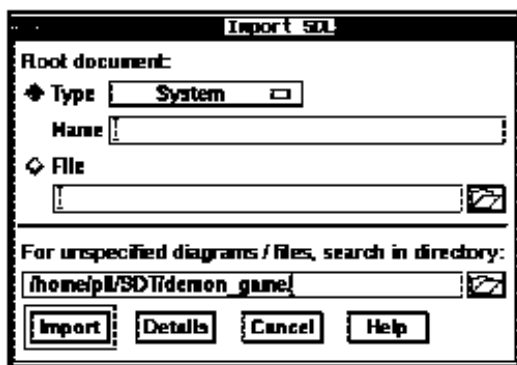 Import SDL
Root document:
Type System
Name
File
For unspecified diagrams / files, search in directory:
/home/pll/SDT/demon_game/
Import Details Cancel Help